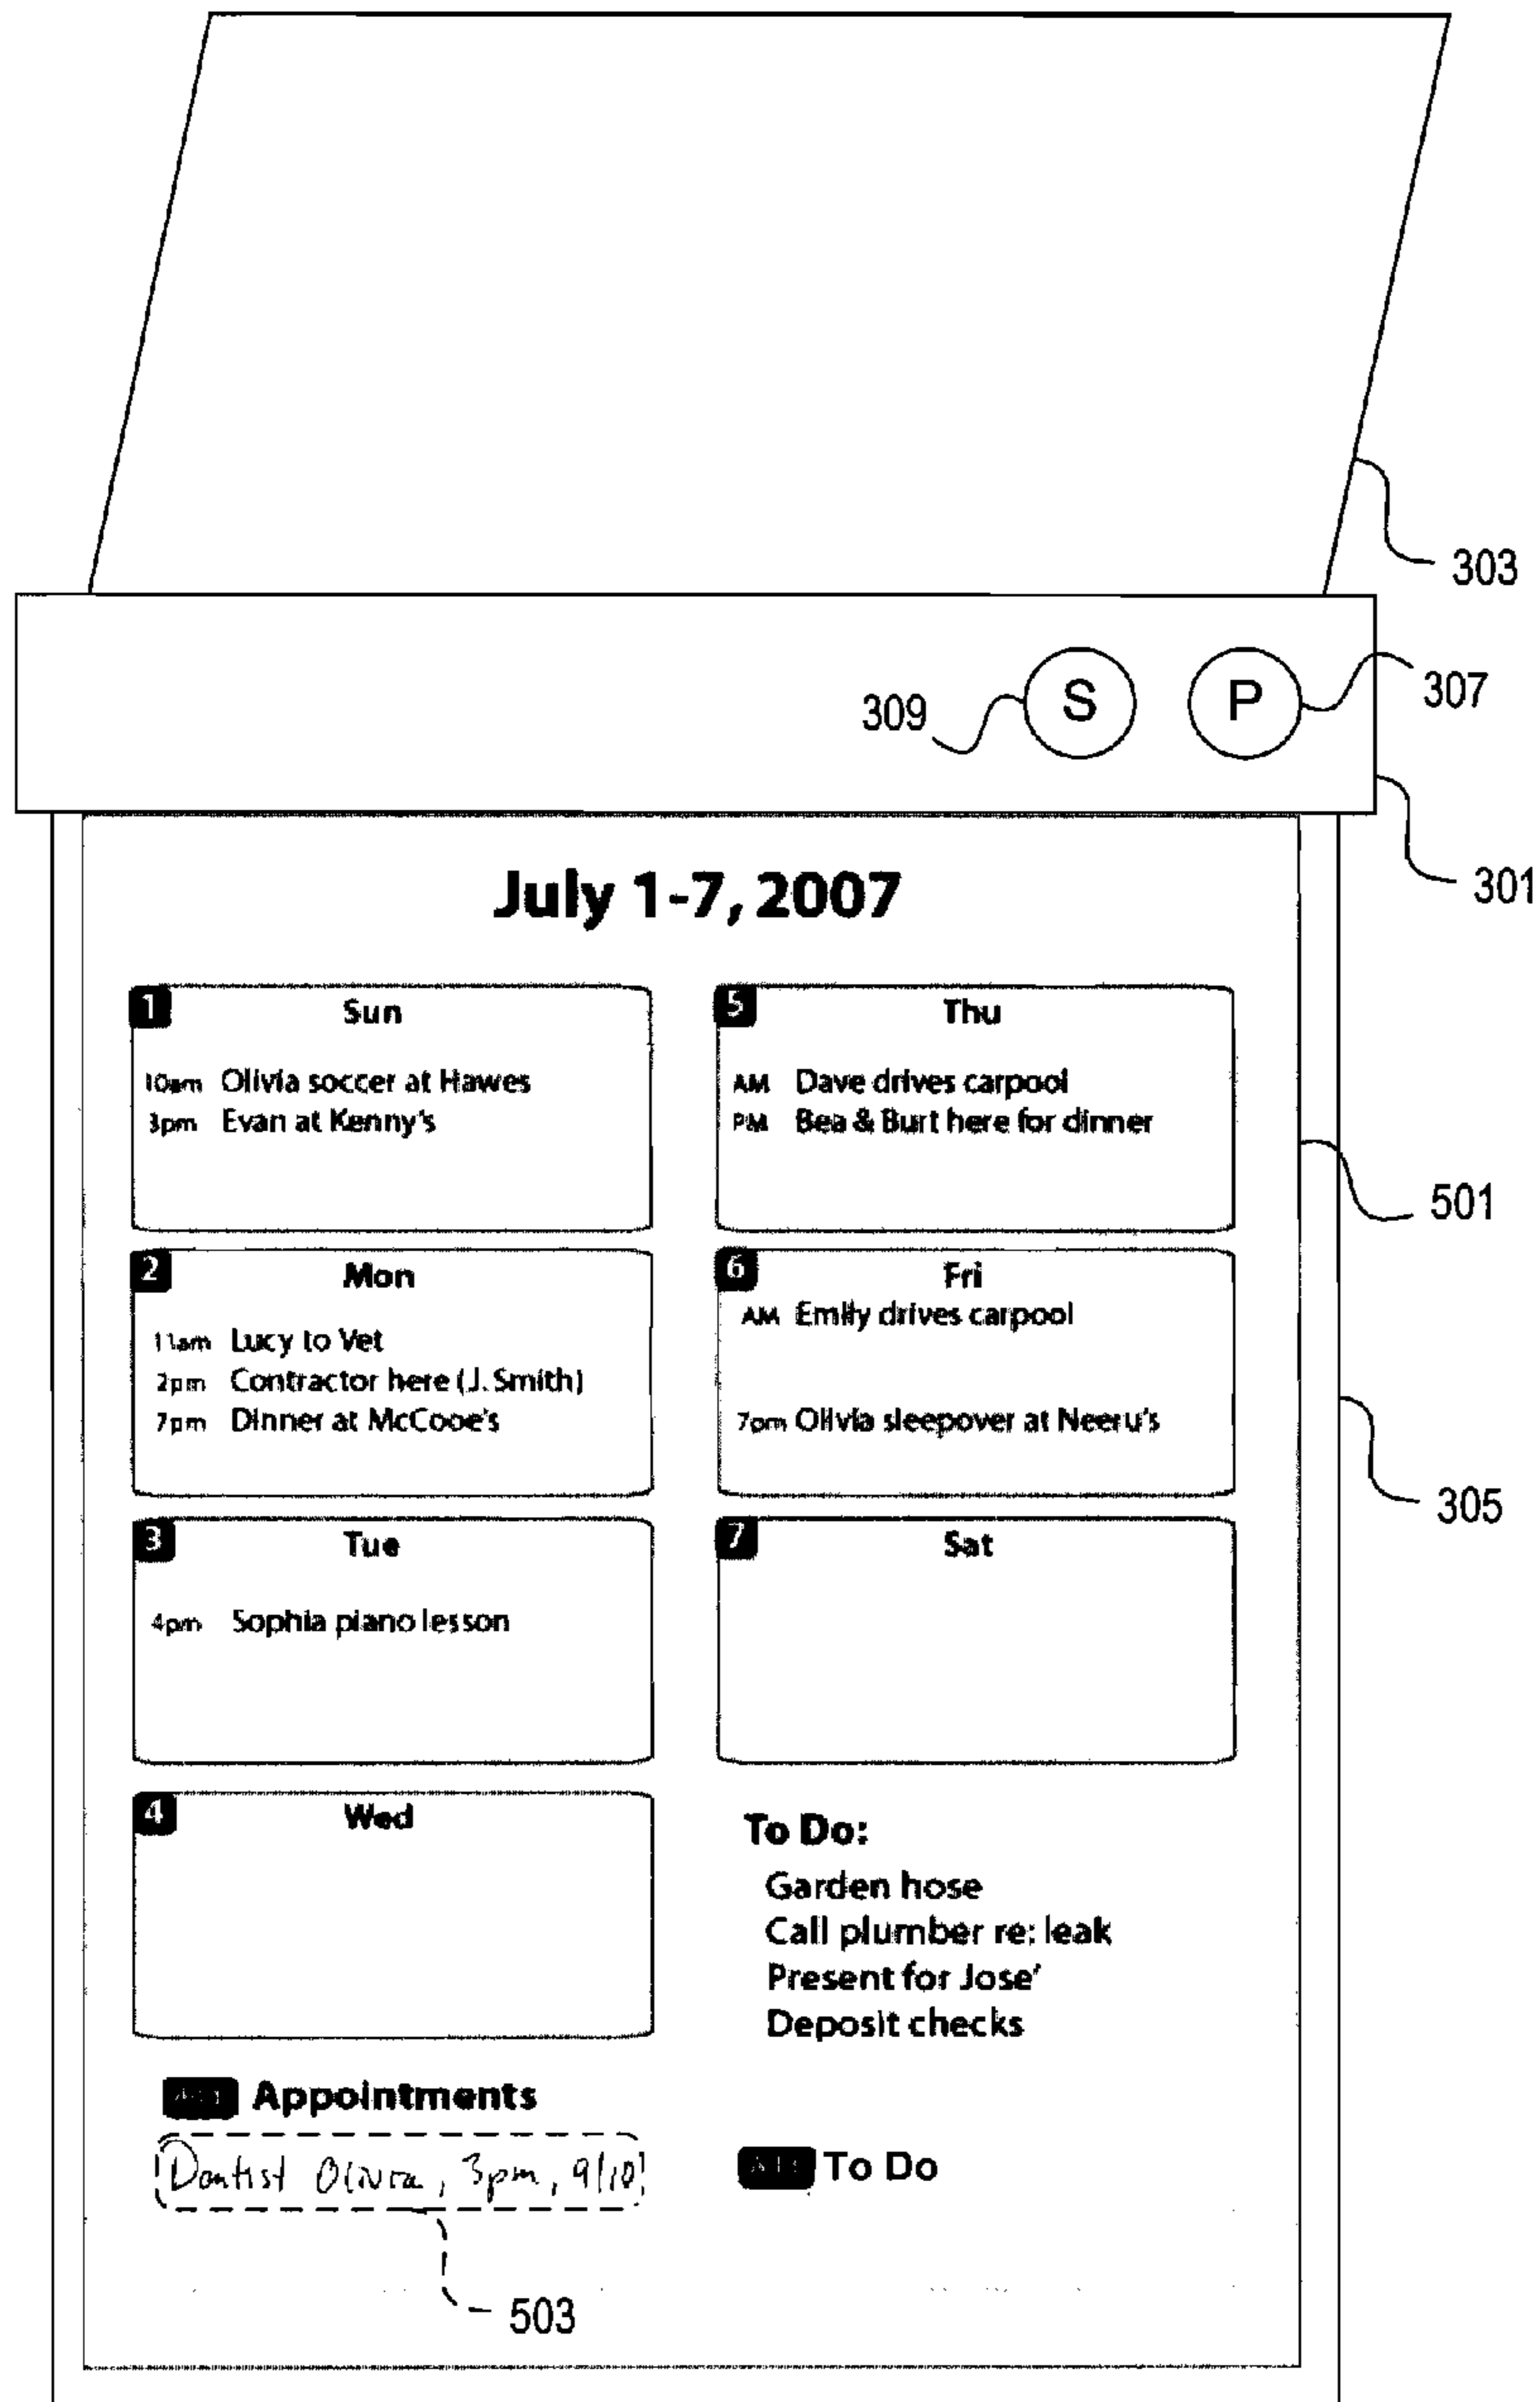 303
S
P
309
307
301
July 1-7, 2007
1
Sun
10am Olivia soccer at Hawes
3pm Evan at Kenny's
5
Thu
AM Dave drives carpool
PM Bea & Burt here for dinner
501
2
Mon
11am Lucy to Vet
2pm Contractor here (J. Smith)
7pm Dinner at McCooe's
6
Fri
AM Emily drives carpool
7pm Olivia sleepover at Neeru's
305
3
Tue
4pm Sophia piano lesson
7
Sat
4
Wed
To Do:
Garden hose
Call plumber re: leak
Present for Jose'
Deposit checks
Appointments
Dentist Olivia, 3pm, 9/10
To Do
503